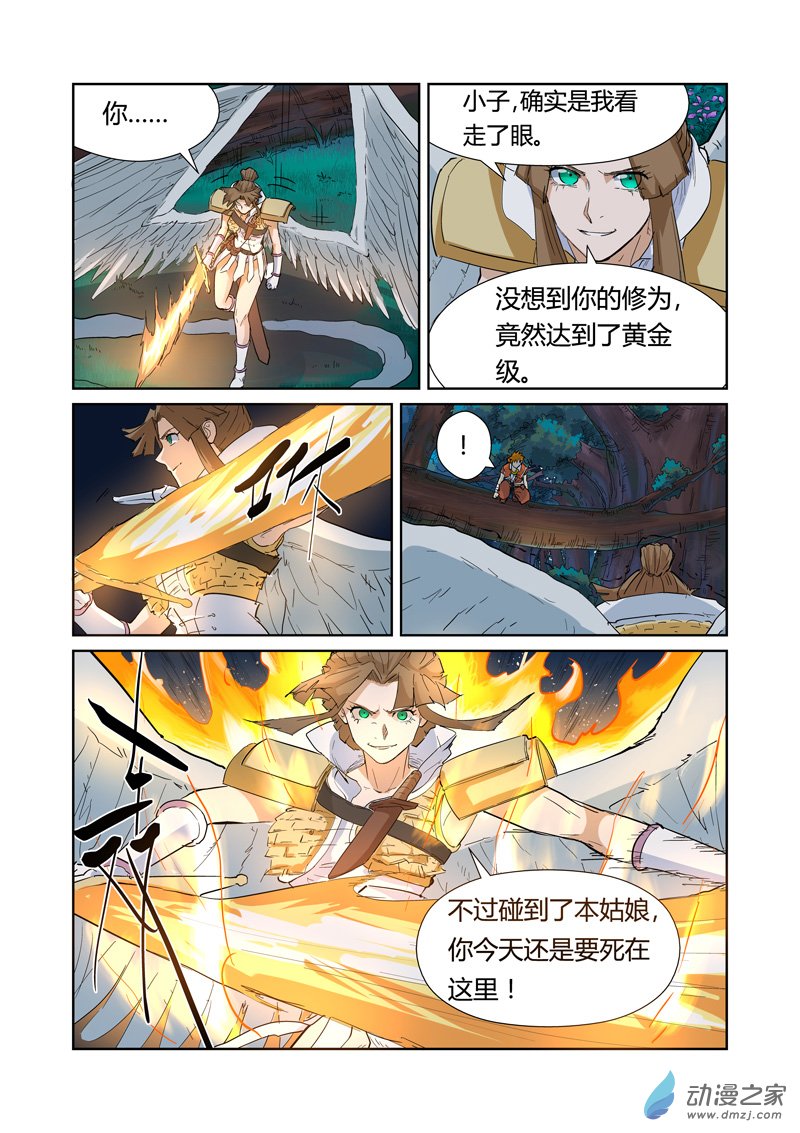 你……
小子，确实是我看
走了眼。
没想到你的修为，
竟然达到了黄金
级。
！
不过碰到了本姑娘，
你今天还是要死在
这里！
动漫之家
www.dmzj.com